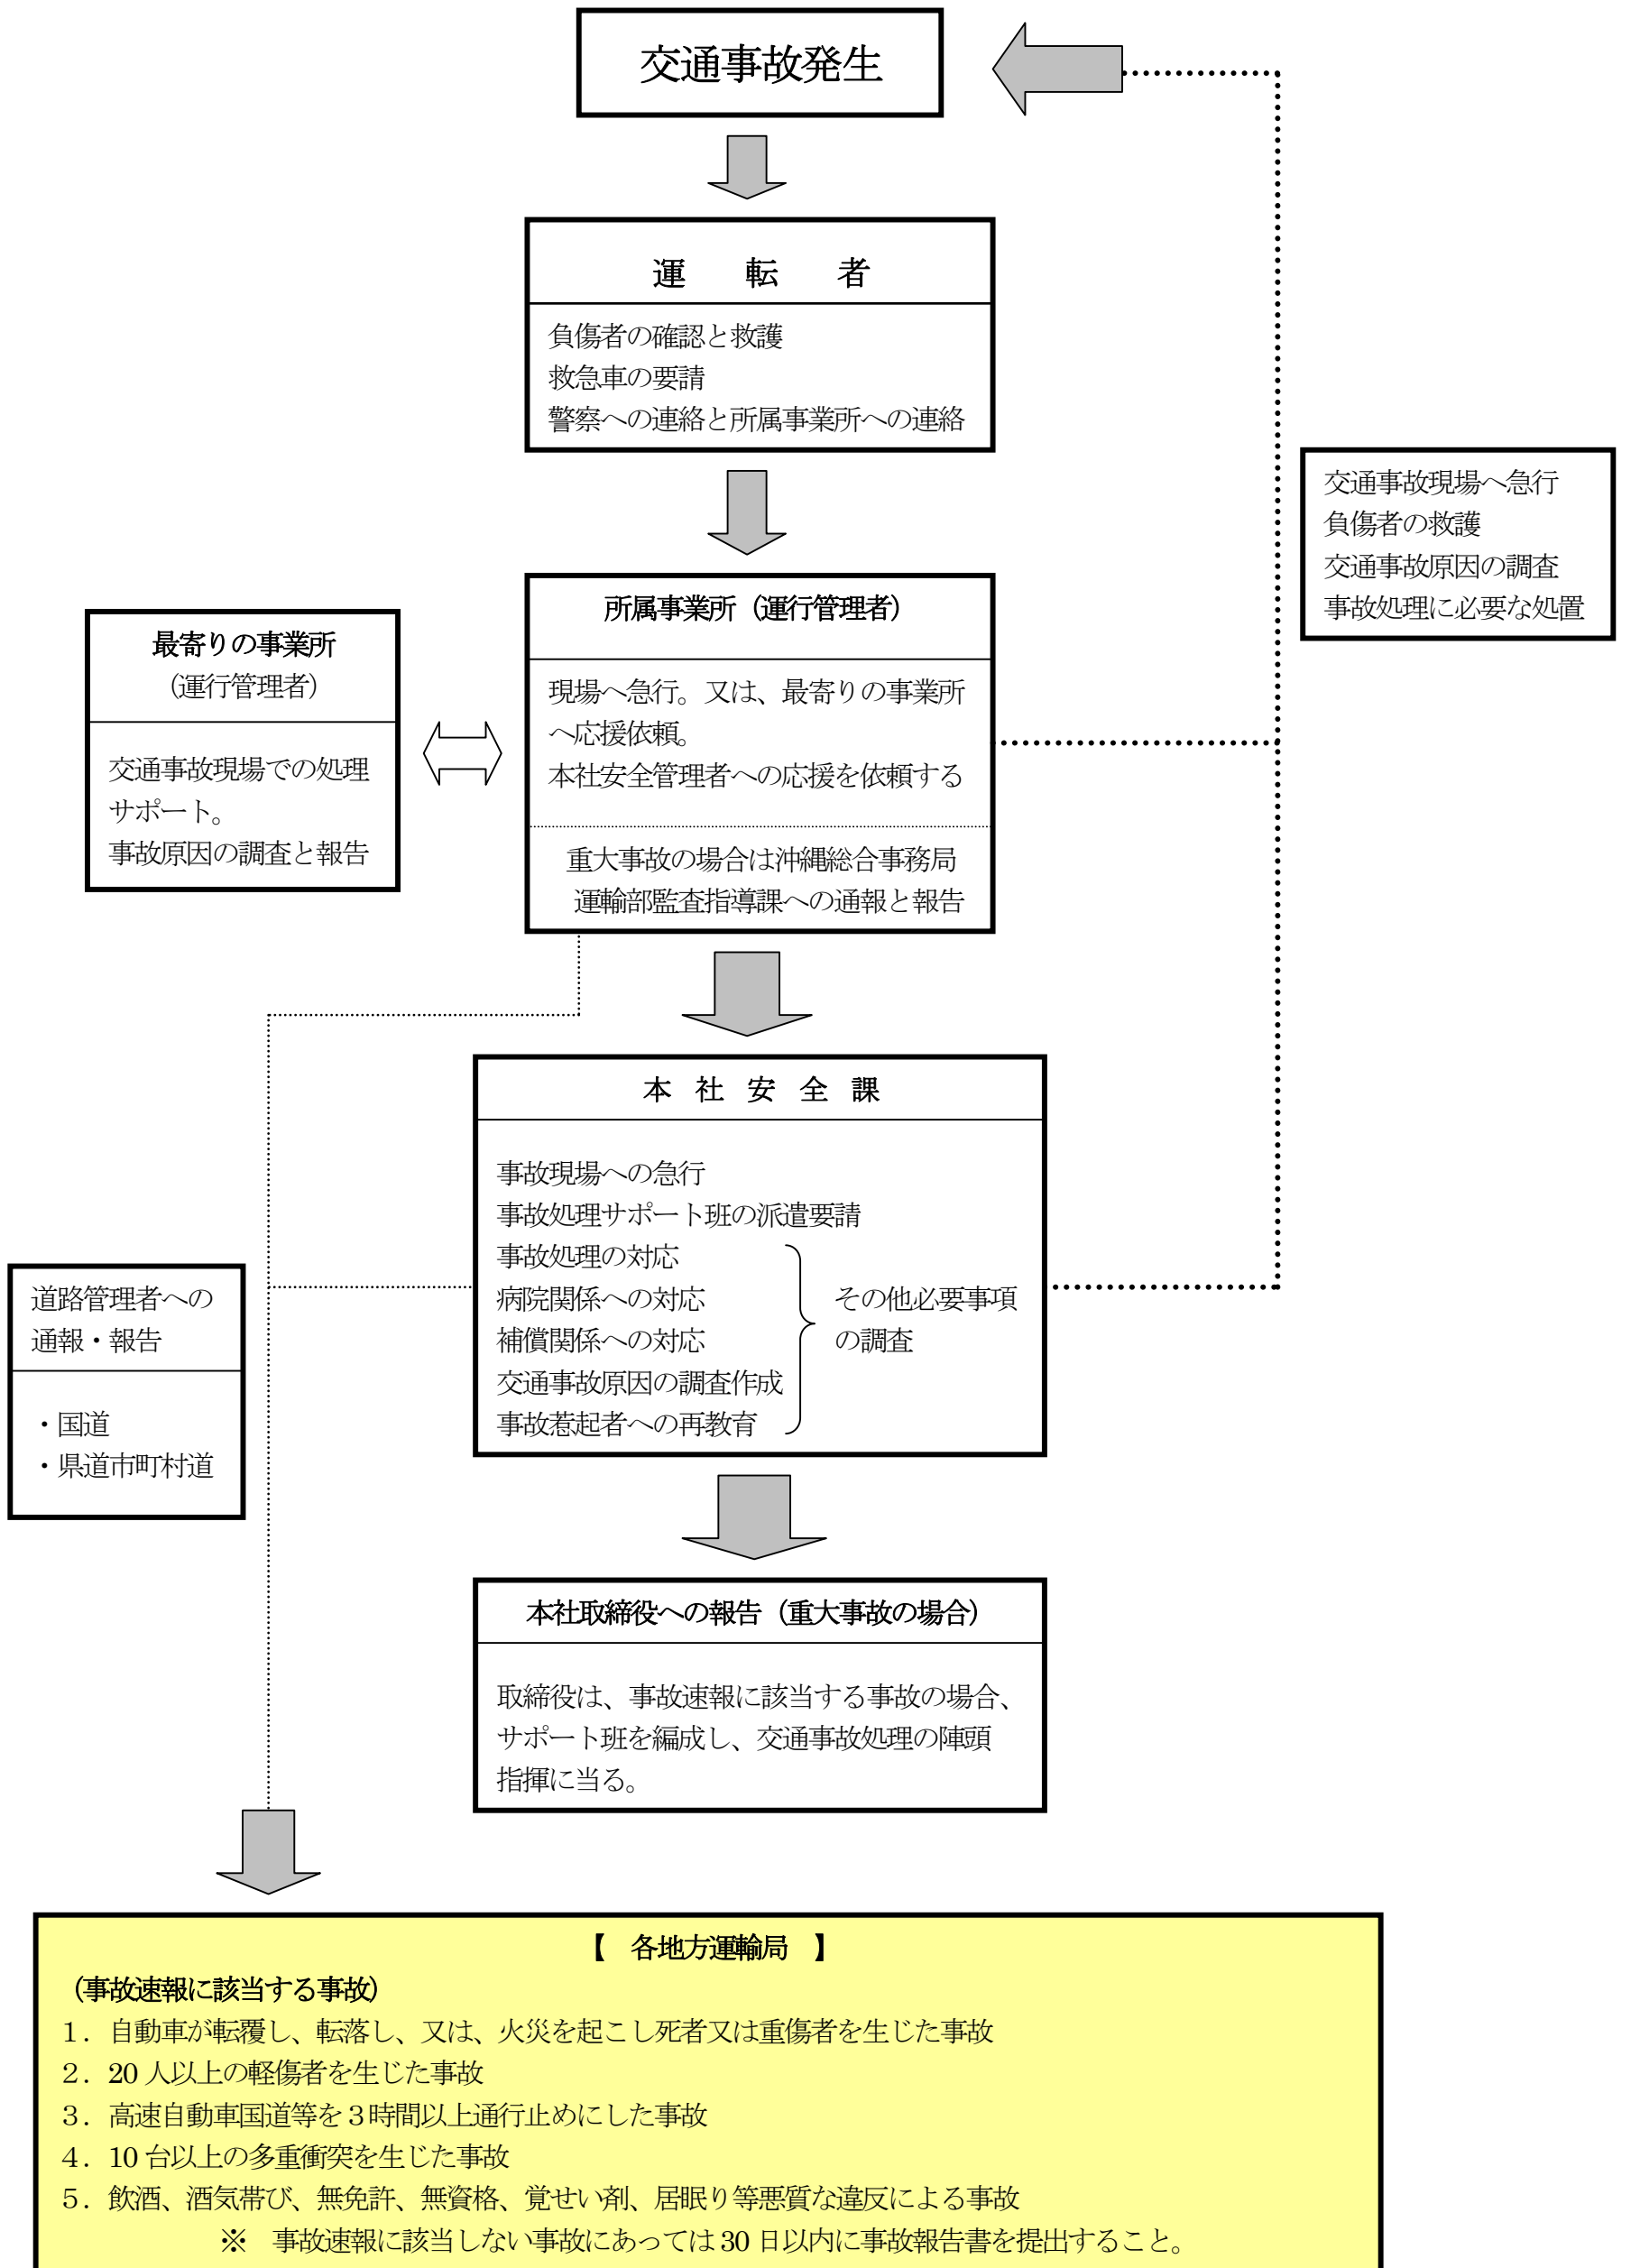 交通事故発生
運　転　者
負傷者の確認と救護
救急車の要請
警察への連絡と所属事業所への連絡
交通事故現場へ急行
負傷者の救護
交通事故原因の調査
事故処理に必要な処置
所属事業所（運行管理者）
現場へ急行。又は、最寄りの事業所
へ応援依頼。
本社安全管理者への応援を依頼する
重大事故の場合は沖縄総合事務局
運輸部監査指導課への通報と報告
最寄りの事業所
（運行管理者）
交通事故現場での処理
サポート。
事故原因の調査と報告
本　社　安　全　課
事故現場への急行
事故処理サポート班の派遣要請
事故処理の対応
病院関係への対応
補償関係への対応
交通事故原因の調査作成
事故惹起者への再教育
その他必要事項
の調査
道路管理者への
通報・報告
・国道
・県道市町村道
本社取締役への報告（重大事故の場合）
取締役は、事故速報に該当する事故の場合、
サポート班を編成し、交通事故処理の陣頭
指揮に当る。
【　各地方運輸局　】
（事故速報に該当する事故）
１．自動車が転覆し、転落し、又は、火災を起こし死者又は重傷者を生じた事故
２．20 人以上の軽傷者を生じた事故
３．高速自動車国道等を３時間以上通行止めにした事故
４．10 台以上の多重衝突を生じた事故
５．飲酒、酒気帯び、無免許、無資格、覚せい剤、居眠り等悪質な違反による事故
※　事故速報に該当しない事故にあっては 30 日以内に事故報告書を提出すること。